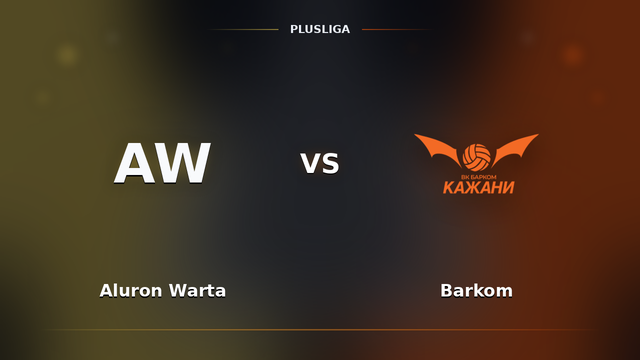 PLUSLIGA
AW
VS
ВК БАРКОМ
КАЖАНИ
Aluron Warta
Barkom